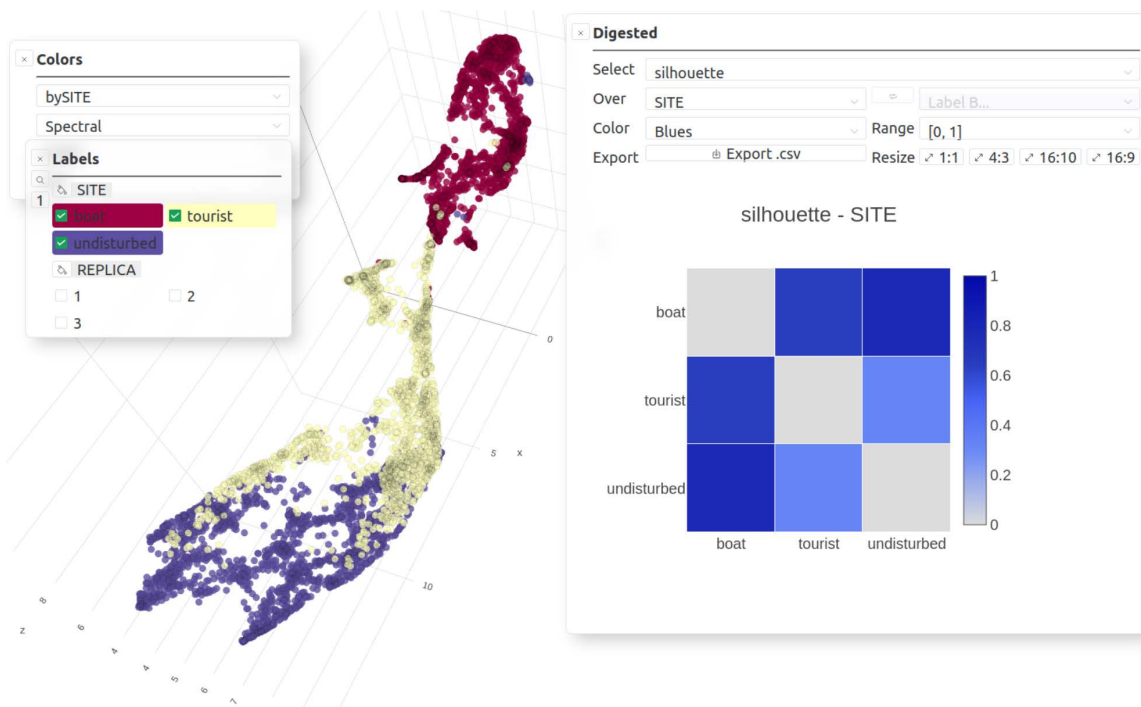 Colors
bySITE
Spectral
Labels
1
SITE
boat tourist
undisturbed
REPLICA
1 2
3
0
5 x
10
8
z 6
4
4
5
6
7
Digested
Select silhouette
Over SITE Label B...
Color Blues Range [0, 1]
Export Export .csv Resize 1:1 4:3 16:10 16:9
silhouette - SITE
boat
tourist
undisturbed
boat tourist undisturbed
1
0.8
0.6
0.4
0.2
0